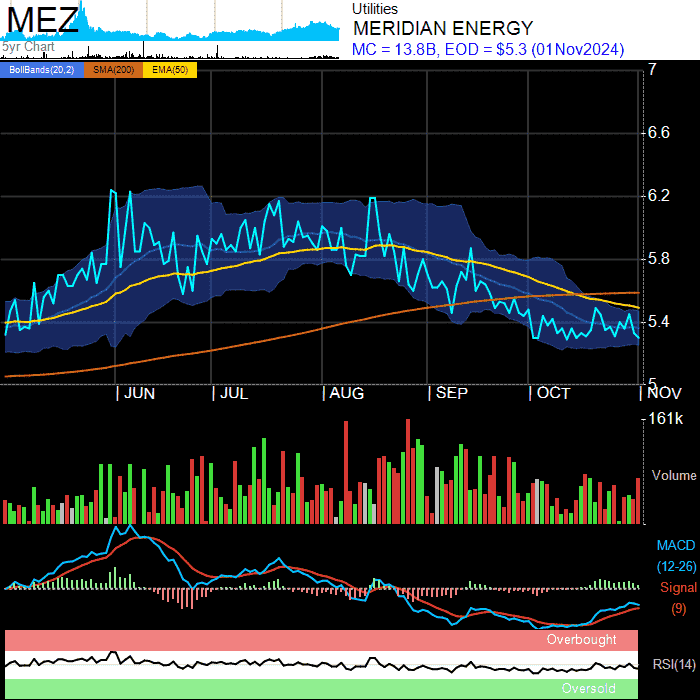 MEZ
5yr Chart
Utilities
MERIDIAN ENERGY
MC = 13.8B, EOD = $5.3 (01Nov2024)
BollBands(20,2) SMA(200) EMA(50)
7
6.6
6.2
5.8
5.4
5
| JUN | JUL | AUG | SEP | OCT | NOV
161k
Volume
MACD
(12-26)
Signal
(9)
Overbought
RSI(14)
Oversold